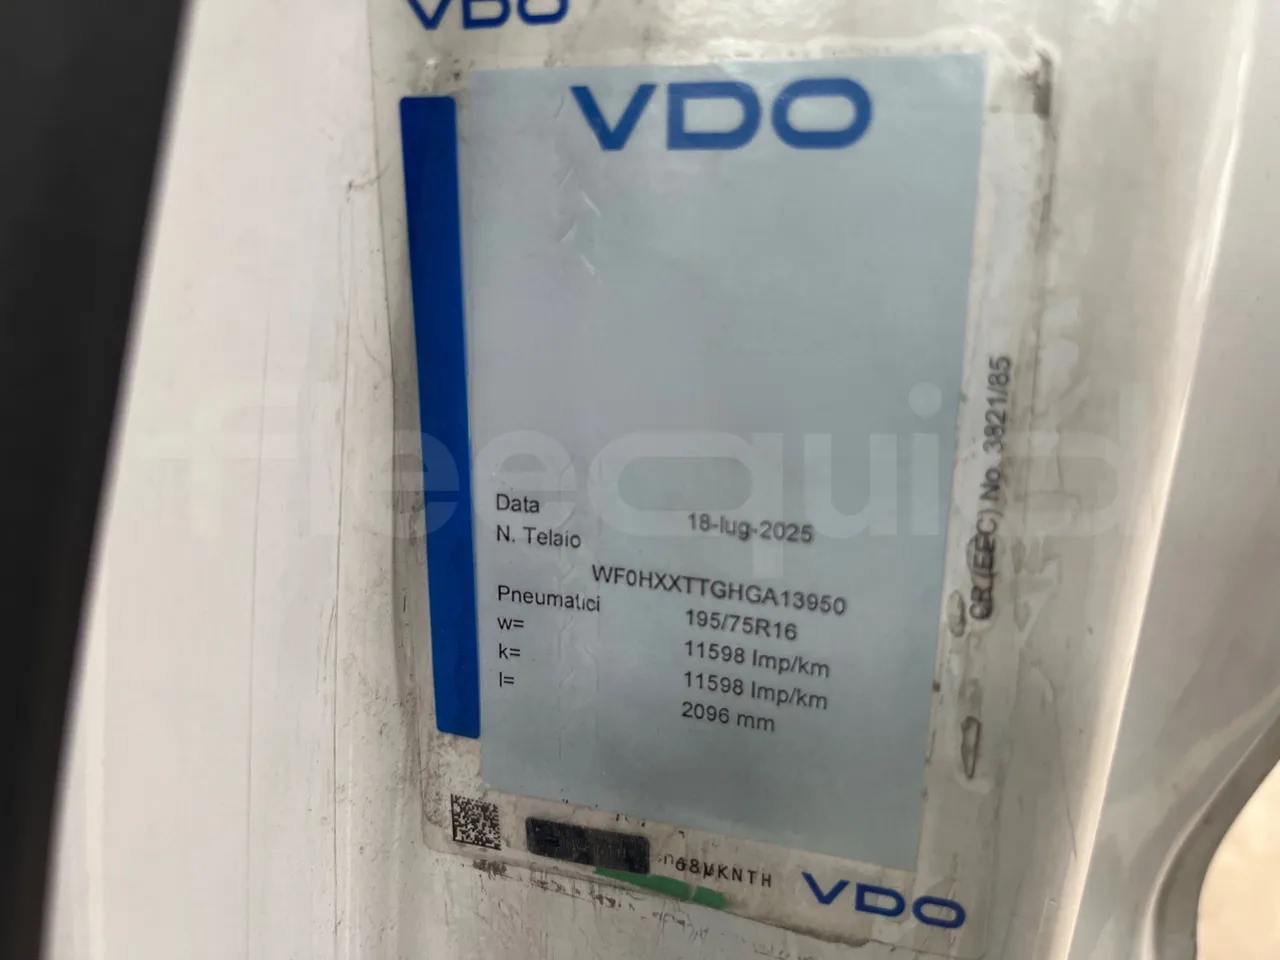 VDO
VDO
Data 18-lug-2025
N. Telaio
WF0HXXTTGHGA13950
Pneumatici 195/75R16
w= 11598 Imp/km
k= 11598 Imp/km
l= 2096 mm
CR (EEC) No. 3821/85
68VKNTH
VDO